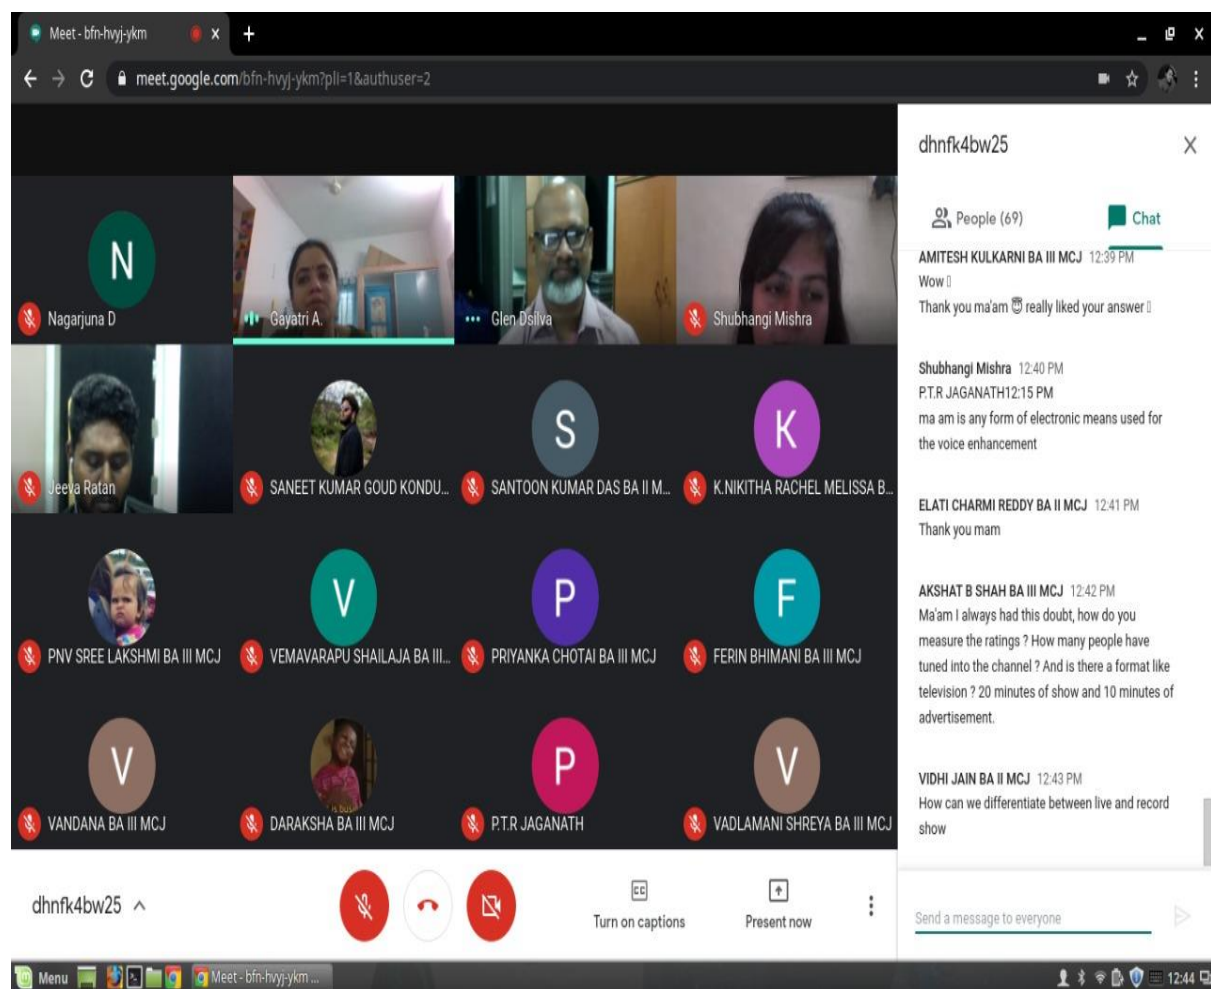 Meet - bfn-hvyj-ykm
meet.google.com/bfn-hvyj-ykm?pli=1&authuser=2
dhnfk4bw25
People (69)
Chat
N
Nagarjuna D
Gayatri A.
Glen Dsilva
Shubhangi Mishra
Jeeva Ratan
SANEET KUMAR GOUD KONDU...
S
SANTOON KUMAR DAS BA II M...
K
K.NIKITHA RACHEL MELISSA B...
PNV SREE LAKSHMI BA III MCJ
V
VEMAVARAPU SHAILAJA BA III...
P
PRIYANKA CHOTAI BA III MCJ
F
FERIN BHIMANI BA III MCJ
V
VANDANA BA III MCJ
DARAKSHA BA III MCJ
P
P.T.R JAGANATH
V
VADLAMANI SHREYA BA III MCJ
AMITESH KULKARNI BA III MCJ 12:39 PM
Wow
Thank you ma'am 😇 really liked your answer
Shubhangi Mishra 12:40 PM
P.T.R JAGANATH12:15 PM
ma am is any form of electronic means used for
the voice enhancement
ELATI CHARMI REDDY BA II MCJ 12:41 PM
Thank you mam
AKSHAT B SHAH BA III MCJ 12:42 PM
Ma'am I always had this doubt, how do you
measure the ratings ? How many people have
tuned into the channel ? And is there a format like
television ? 20 minutes of show and 10 minutes of
advertisement.
VIDHI JAIN BA II MCJ 12:43 PM
How can we differentiate between live and record
show
Send a message to everyone
dhnfk4bw25
Turn on captions
Present now
Menu
Meet - bfn-hvyj-ykm ...
12:44